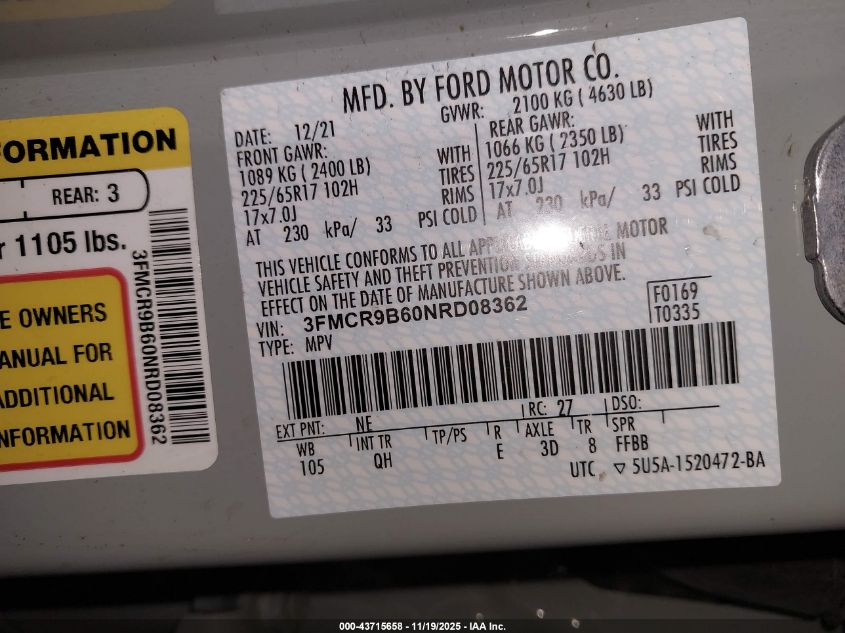 FORMATION
REAR: 3
1105 lbs.
3FMCR9B60NRD08362
E OWNERS
ANUAL FOR
ADDITIONAL
NFORMATION
MFD. BY FORD MOTOR CO.
DATE: 12/21
GVWR: 2100 KG ( 4630 LB)
FRONT GAWR:
1089 KG ( 2400 LB) WITH
225/65R17 102H TIRES
17x7.0J RIMS
AT 230 kPa/ 33 PSI COLD
REAR GAWR:
1066 KG ( 2350 LB) WITH
225/65R17 102H TIRES
17x7.0J RIMS
AT 230 kPa/ 33 PSI COLD
THIS VEHICLE CONFORMS TO ALL MOTOR
VEHICLE SAFETY AND THEFT PREVENTION IN
EFFECT ON THE DATE OF MANUFACTURE SHOWN ABOVE.
VIN: 3FMCR9B60NRD08362
TYPE: MPV
F0169
T0335
EXT PNT: NE RC: 27 DSO:
WB INT TR TP/PS R AXLE TR SPR
105 QH E 3D 8 FFBB
UTC ▽ 5U5A-1520472-BA
000-43715658 - 11/19/2025 - IAA Inc.